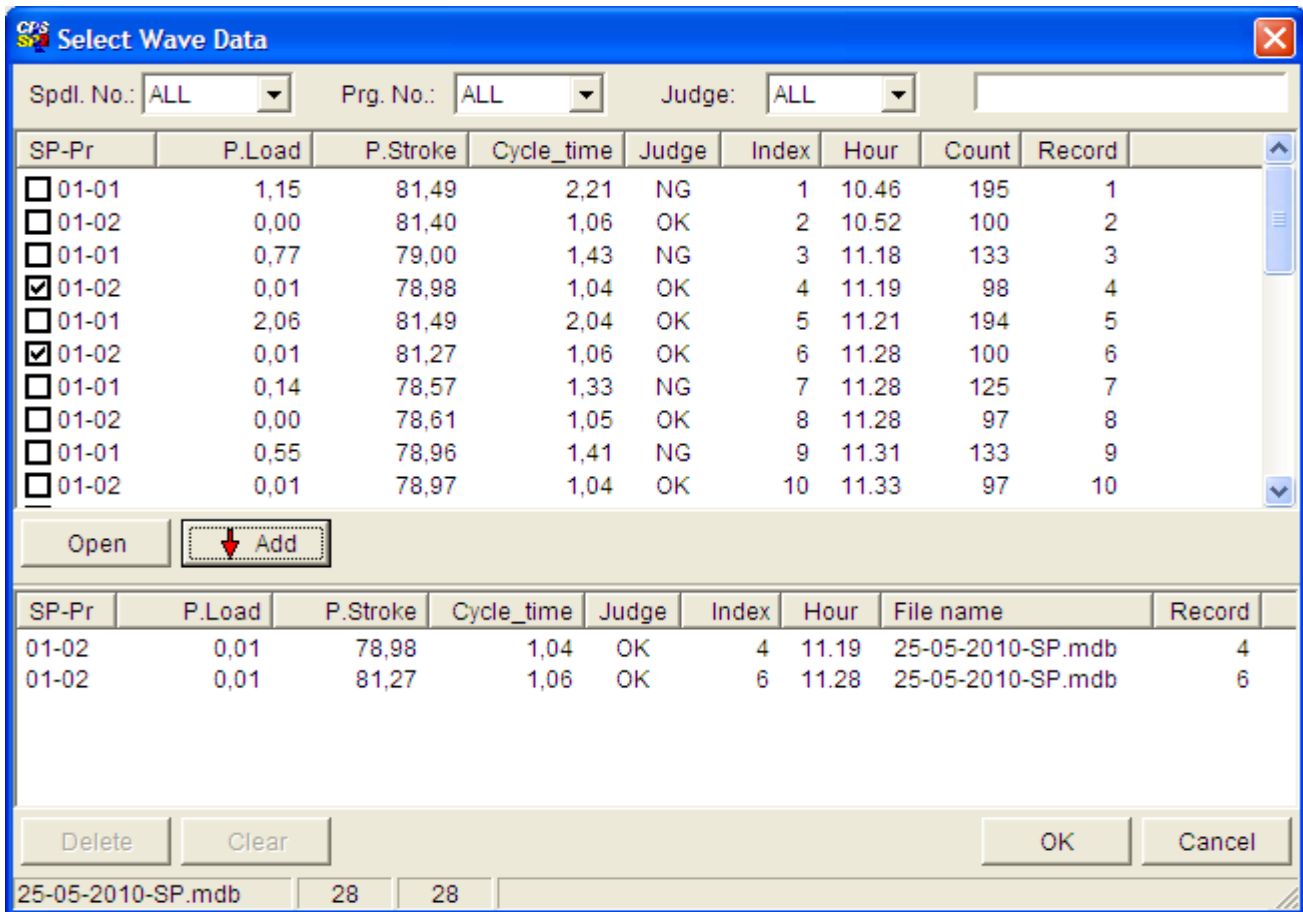 CPS SP Select Wave Data
Spdl. No.: ALL Prg. No.: ALL Judge: ALL
SP-Pr P.Load P.Stroke Cycle_time Judge Index Hour Count Record
01-01 1,15 81,49 2,21 NG 1 10.46 195 1
01-02 0,00 81,40 1,06 OK 2 10.52 100 2
01-01 0,77 79,00 1,43 NG 3 11.18 133 3
01-02 0,01 78,98 1,04 OK 4 11.19 98 4
01-01 2,06 81,49 2,04 OK 5 11.21 194 5
01-02 0,01 81,27 1,06 OK 6 11.28 100 6
01-01 0,14 78,57 1,33 NG 7 11.28 125 7
01-02 0,00 78,61 1,05 OK 8 11.28 97 8
01-01 0,55 78,96 1,41 NG 9 11.31 133 9
01-02 0,01 78,97 1,04 OK 10 11.33 97 10
Open Add
SP-Pr P.Load P.Stroke Cycle_time Judge Index Hour File name Record
01-02 0,01 78,98 1,04 OK 4 11.19 25-05-2010-SP.mdb 4
01-02 0,01 81,27 1,06 OK 6 11.28 25-05-2010-SP.mdb 6
Delete Clear OK Cancel
25-05-2010-SP.mdb 28 28